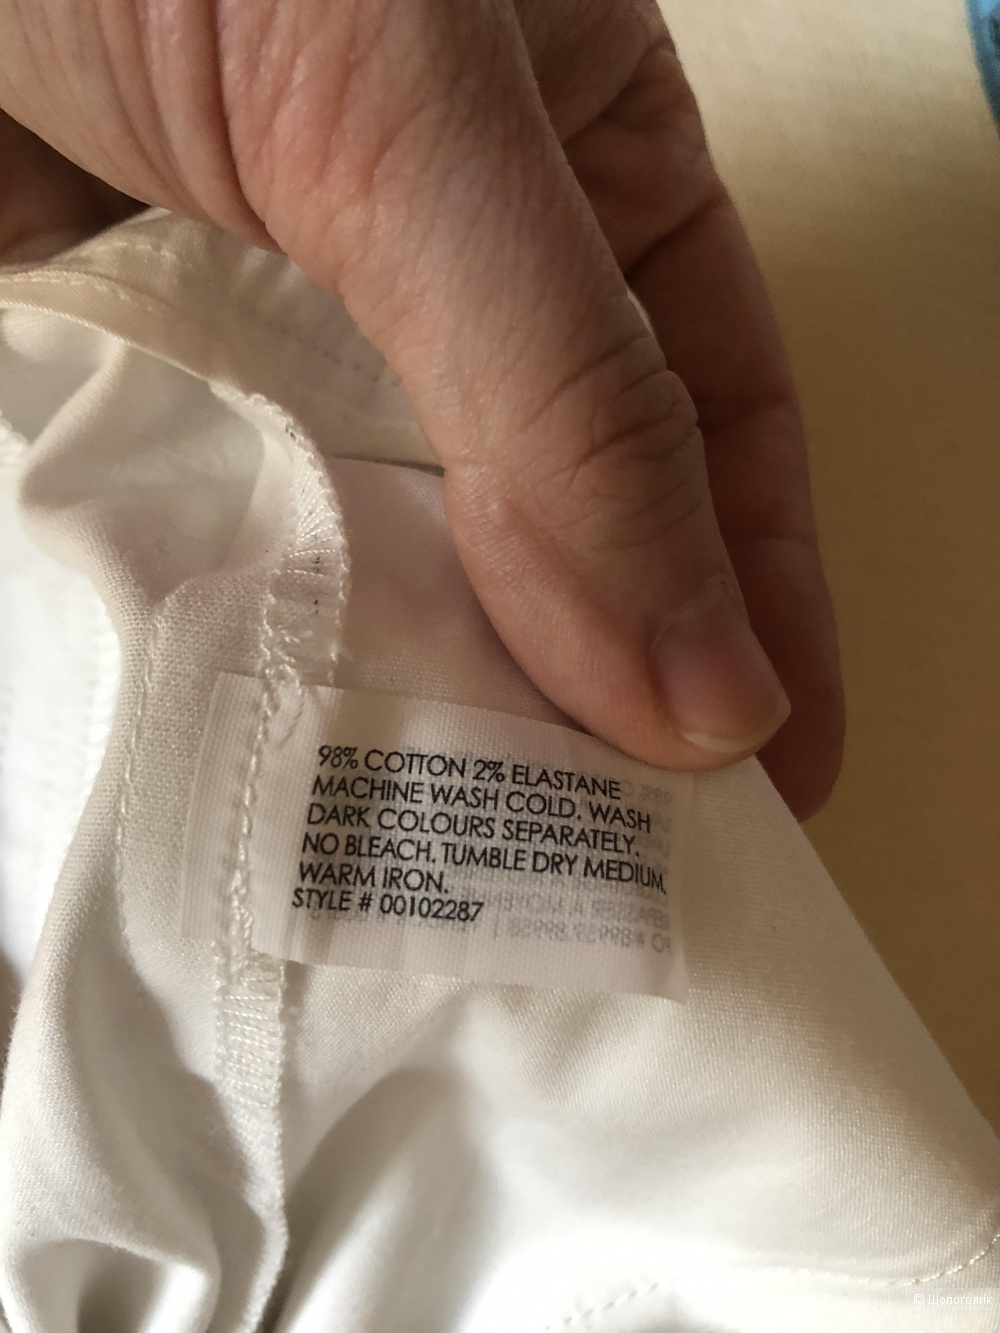 98% COTTON 2% ELASTANE
MACHINE WASH COLD. WASH
DARK COLOURS SEPARATELY.
NO BLEACH. TUMBLE DRY MEDIUM.
WARM IRON.
STYLE # 00102287
© Шопоголик